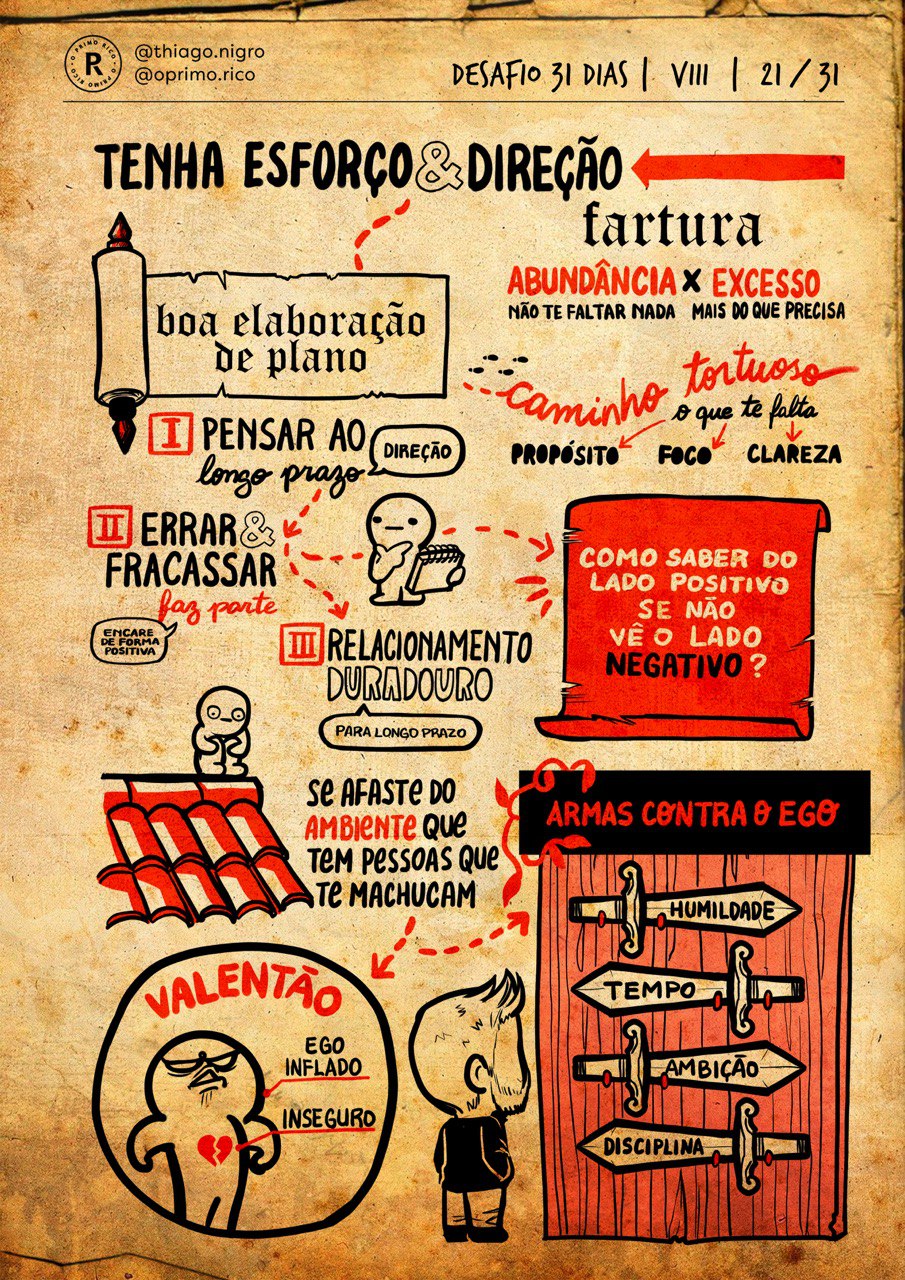 O PRIMO RICO • O PRIMO RICO •
R
@thiago.nigro
@oprimo.rico
DESAFIO 31 DIAS | VIII | 21 / 31
TENHA ESFORÇO & DIREÇÃO
fartura
ABUNDÂNCIA X EXCESSO
NÃO TE FALTAR NADA MAIS DO QUE PRECISA
boa elaboração
de plano
caminho tortuoso
o que te falta
PROPÓSITO FOCO CLAREZA
I PENSAR AO
longo prazo
DIREÇÃO
II ERRAR &
FRACASSAR
faz parte
ENCARE
DE FORMA
POSITIVA
III RELACIONAMENTO
DURADOURO
PARA LONGO PRAZO
COMO SABER DO
LADO POSITIVO
SE NÃO
VÊ O LADO
NEGATIVO ?
SE AFASTE DO
AMBIENTE QUE
TEM PESSOAS QUE
TE MACHUCAM
ARMAS CONTRA O EGO
HUMILDADE
TEMPO
AMBIÇÃO
DISCIPLINA
VALENTÃO
EGO
INFLADO
INSEGURO